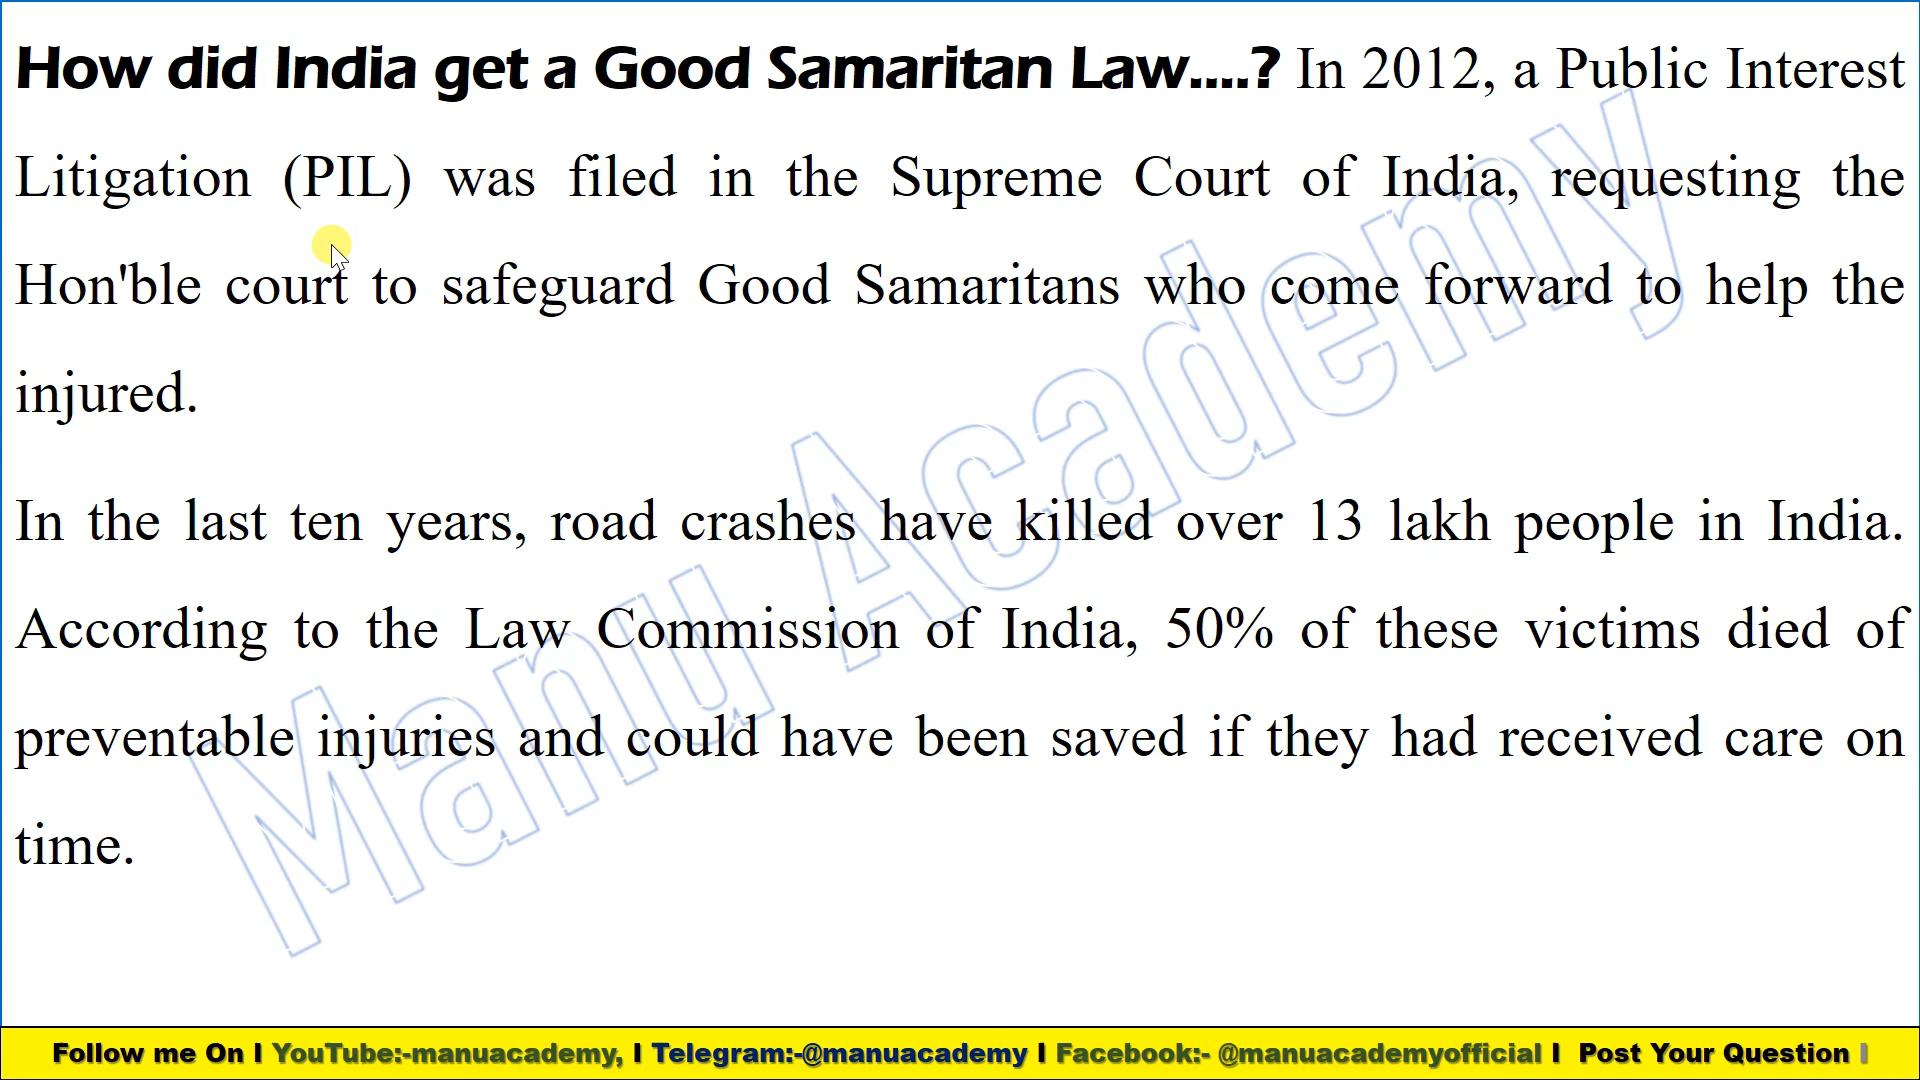 How did India get a Good Samaritan Law....? In 2012, a Public Interest
Litigation (PIL) was filed in the Supreme Court of India, requesting the
Hon'ble court to safeguard Good Samaritans who come forward to help the
injured.
In the last ten years, road crashes have killed over 13 lakh people in India.
According to the Law Commission of India, 50% of these victims died of
preventable injuries and could have been saved if they had received care on
time.
Manu Academy
Follow me On I YouTube:-manuacademy, I Telegram:-@manuacademy I Facebook:- @manuacademyofficial I Post Your Question I